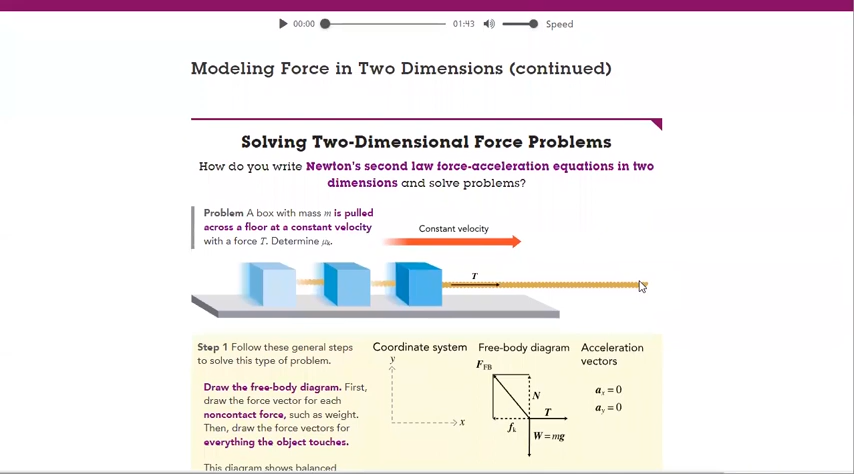 00:00
01:43
Speed
Modeling Force in Two Dimensions (continued)
Solving Two-Dimensional Force Problems
How do you write Newton's second law force-acceleration equations in two
dimensions and solve problems?
Problem A box with mass m is pulled
across a floor at a constant velocity
with a force T. Determine μk.
Constant velocity
T
Step 1 Follow these general steps
to solve this type of problem.
Draw the free-body diagram. First,
draw the force vector for each
noncontact force, such as weight.
Then, draw the force vectors for
everything the object touches.
This diagram shows balanced
Coordinate system
y
x
Free-body diagram
FFB
N
T
fk
W = mg
Acceleration
vectors
ax = 0
ay = 0